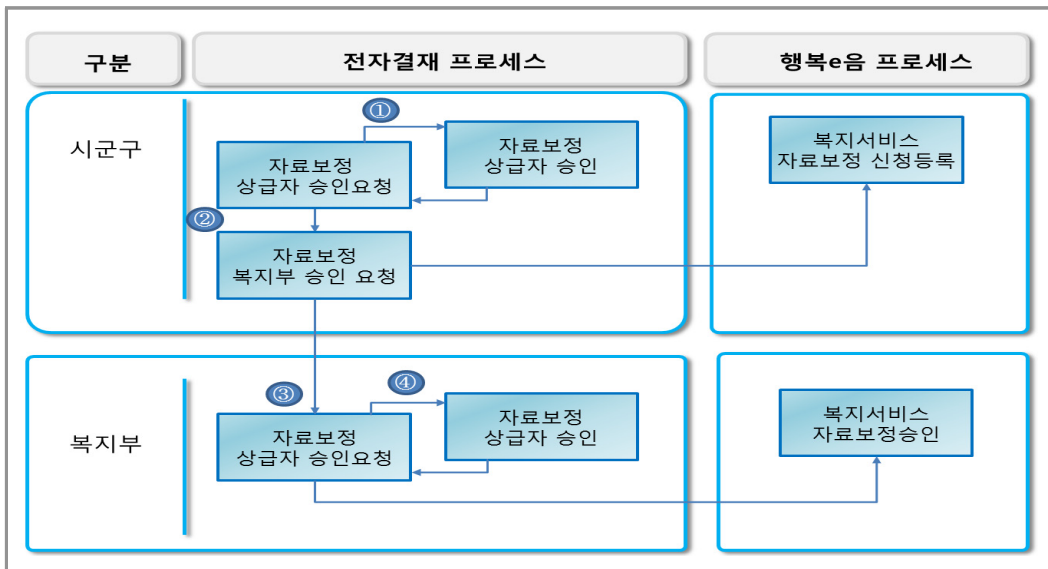 구분
전자결재 프로세스
행복e음 프로세스
시군구
①
자료보정
상급자 승인요청
자료보정
상급자 승인
복지서비스
자료보정 신청등록
②
자료보정
복지부 승인 요청
복지부
③
④
자료보정
상급자 승인요청
자료보정
상급자 승인
복지서비스
자료보정승인